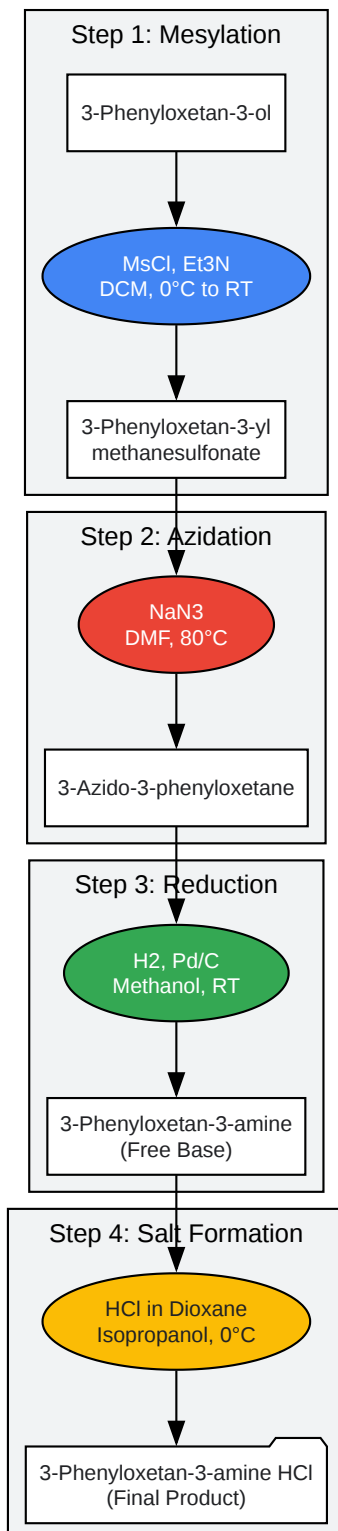 Step 1: Mesylation
3-Phenyloxetan-3-ol
MsCl, Et3N
DCM, 0°C to RT
3-Phenyloxetan-3-yl
methanesulfonate
Step 2: Azidation
NaN3
DMF, 80°C
3-Azido-3-phenyloxetane
Step 3: Reduction
H2, Pd/C
Methanol, RT
3-Phenyloxetan-3-amine
(Free Base)
Step 4: Salt Formation
HCl in Dioxane
Isopropanol, 0°C
3-Phenyloxetan-3-amine HCl
(Final Product)